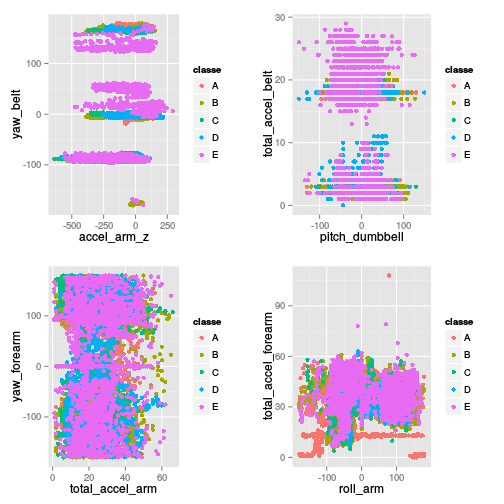 yaw_belt
100
0
-100
-500
-250
0
250
accel_arm_z
classe
A
B
C
D
E
total_accel_belt
30
20
10
0
-100
0
100
pitch_dumbbell
classe
A
B
C
D
E
yaw_forearm
100
0
-100
0
20
40
60
total_accel_arm
classe
A
B
C
D
E
total_accel_forearm
90
60
30
0
-100
0
100
roll_arm
classe
A
B
C
D
E